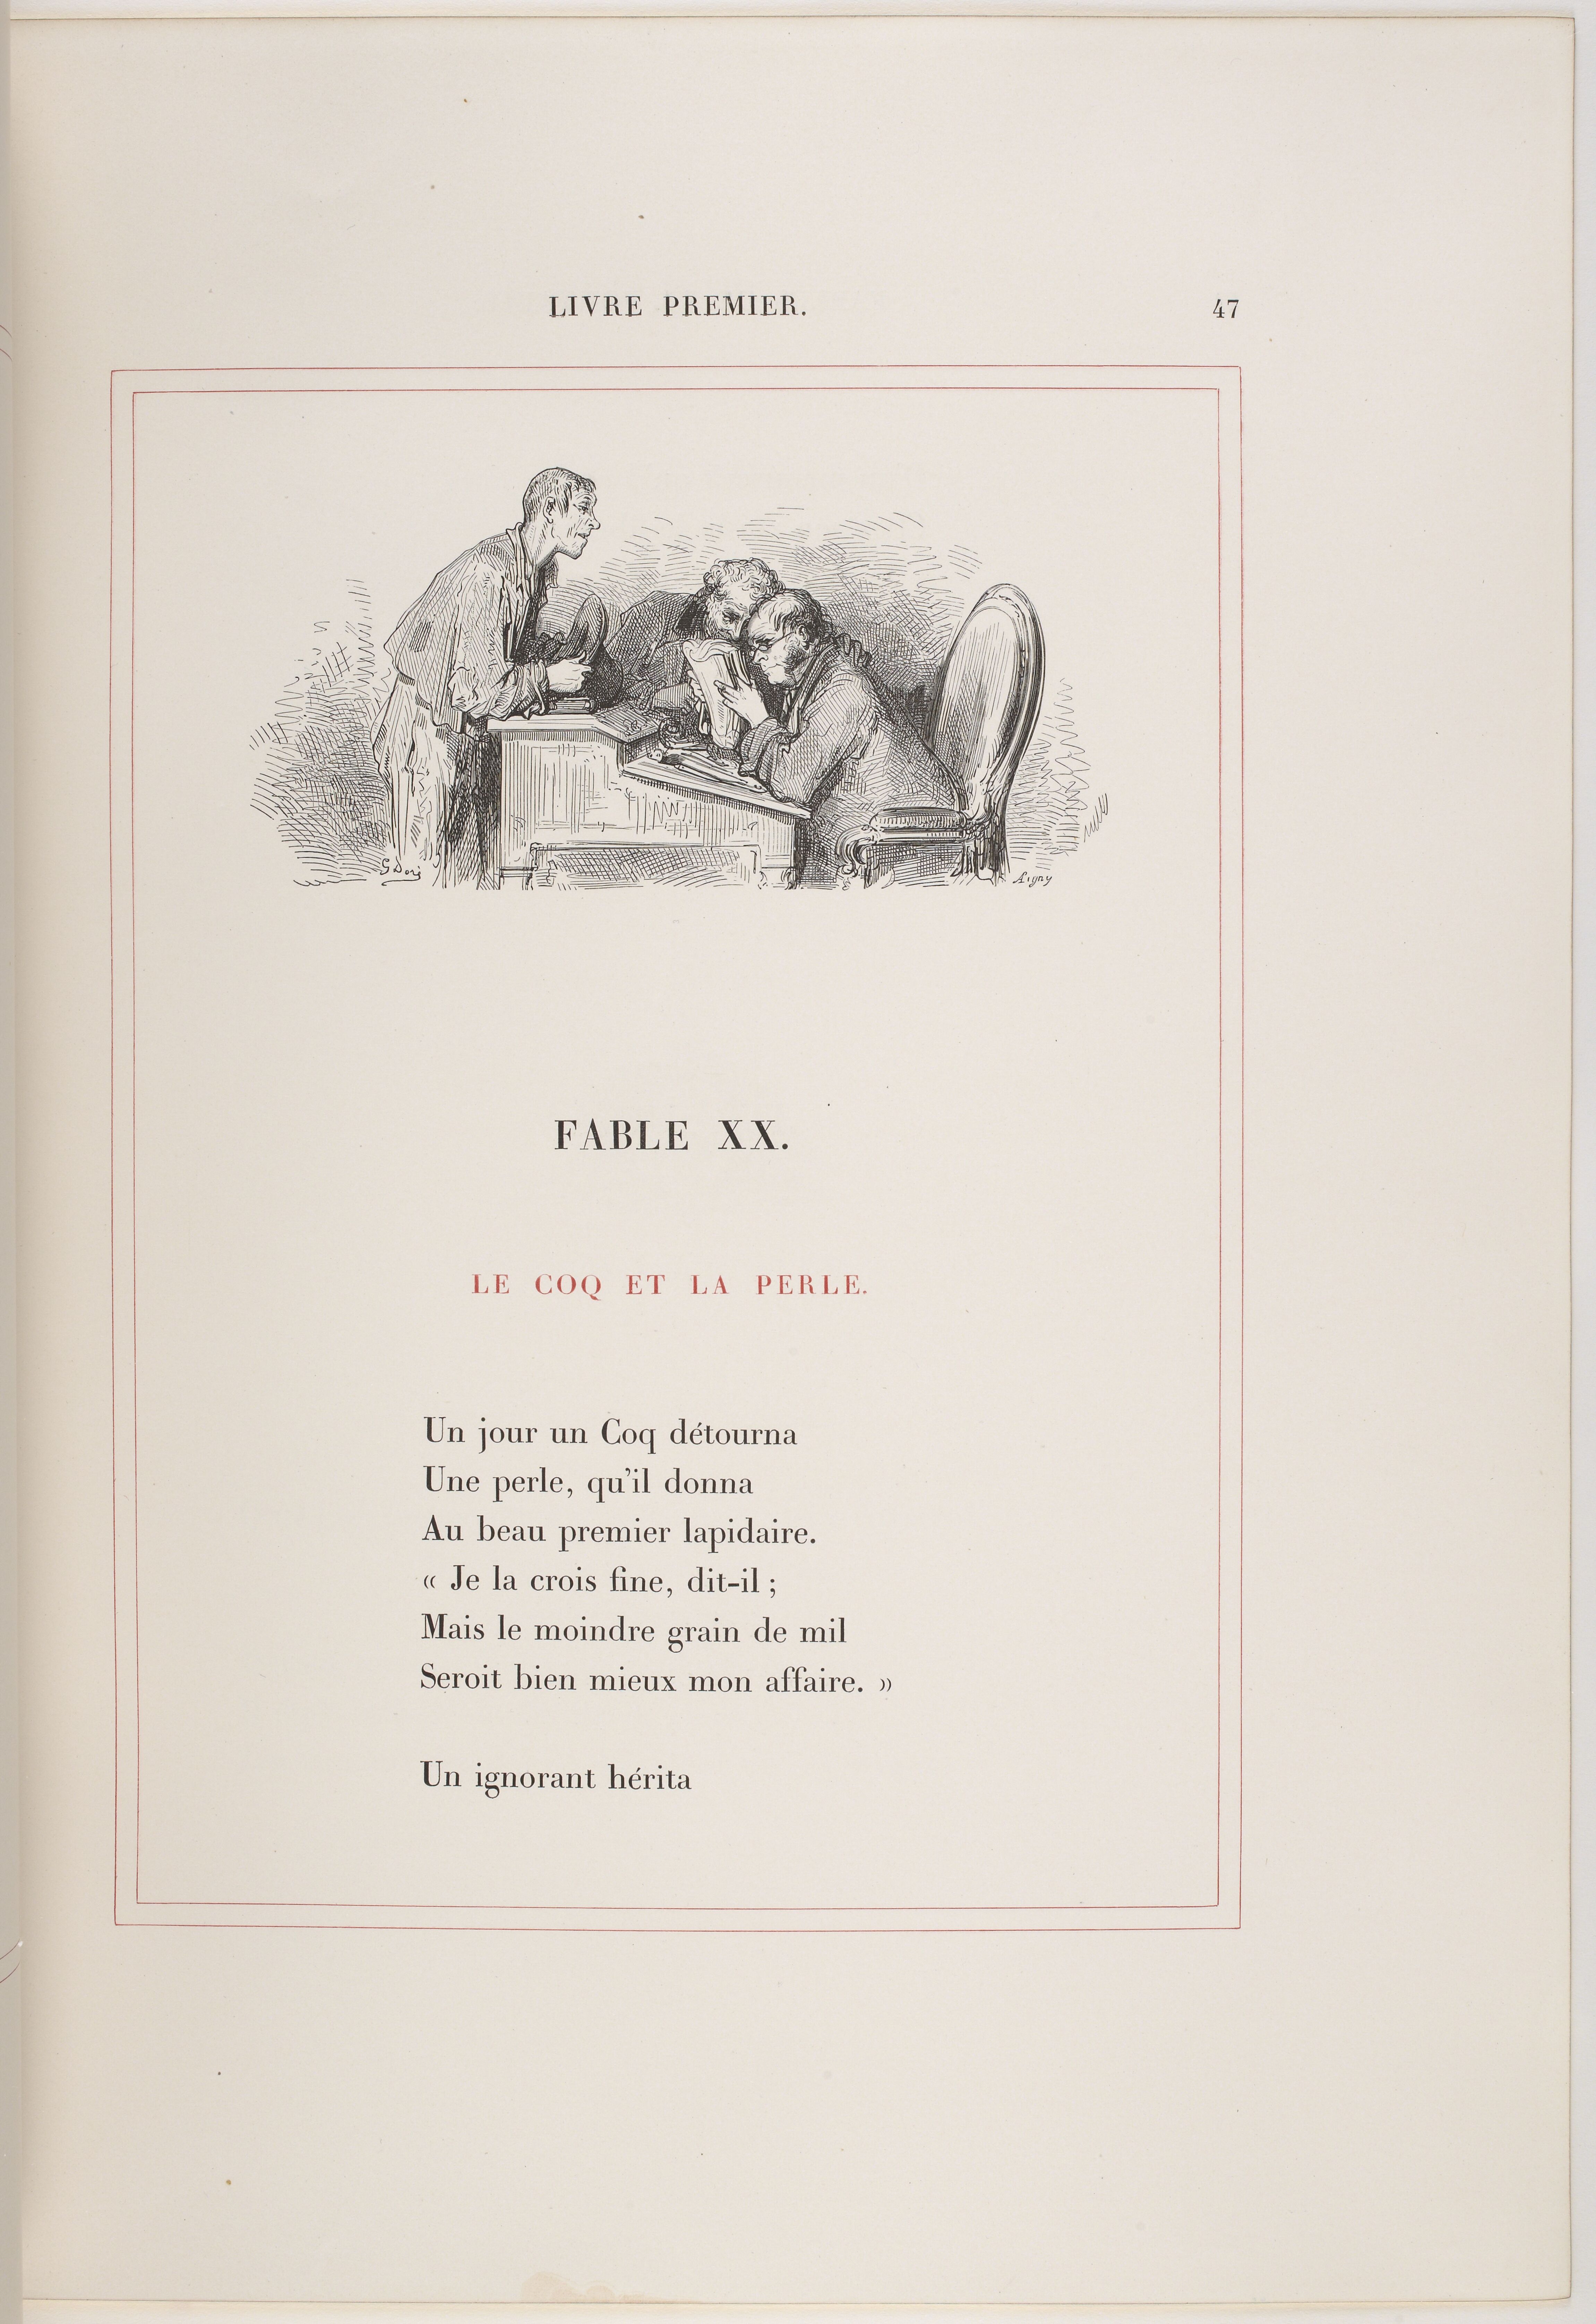 LIVRE PREMIER.
47
G Doré
FABLE XX.
LE COQ ET LA PERLE.
Un jour un Coq détourna
Une perle, qu'il donna
Au beau premier lapidaire.
« Je la crois fine, dit-il ;
Mais le moindre grain de mil
Seroit bien mieux mon affaire. »
Un ignorant hérita